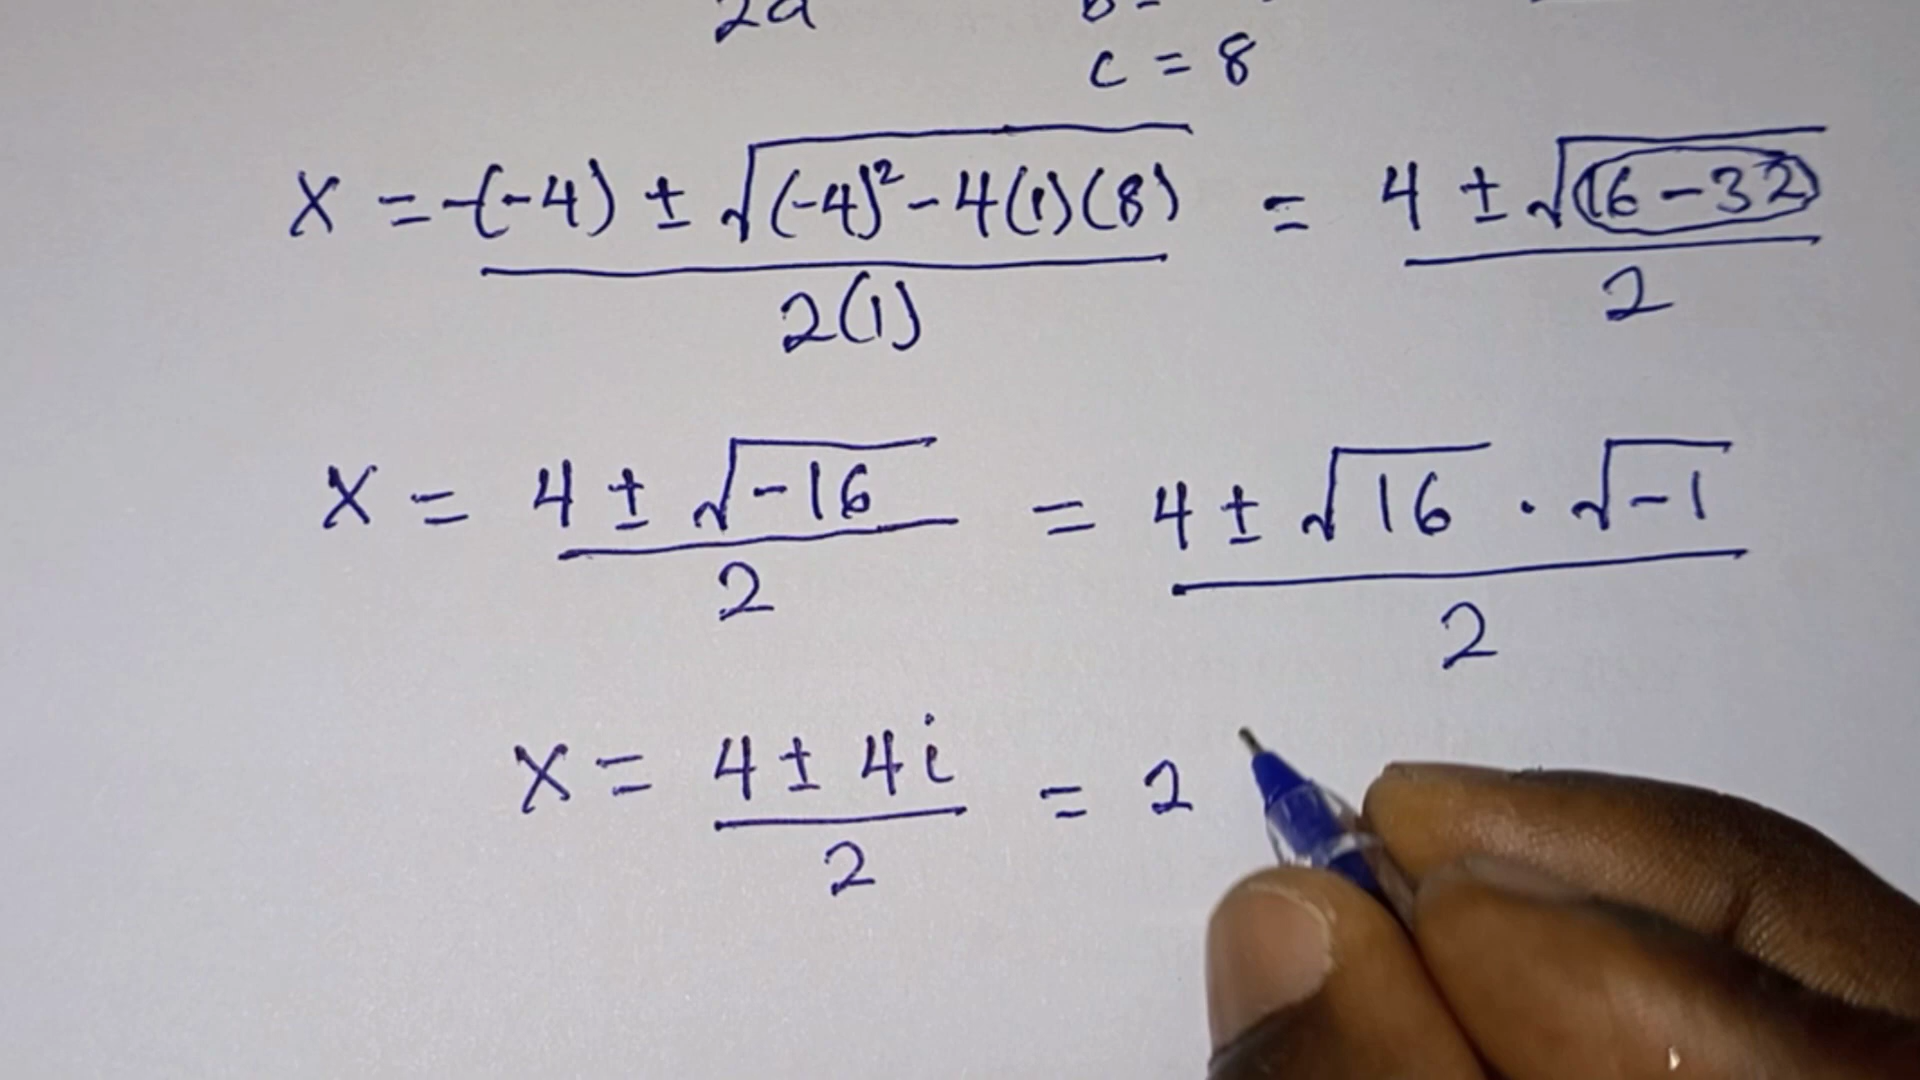 2a
c = 8
x = -(-4) ± √((-4)² - 4(1)(8)) / 2(1) = 4 ± √(16 - 32) / 2
x = 4 ± √-16 / 2 = 4 ± √16 · √-1 / 2
x = 4 ± 4i / 2 = 2